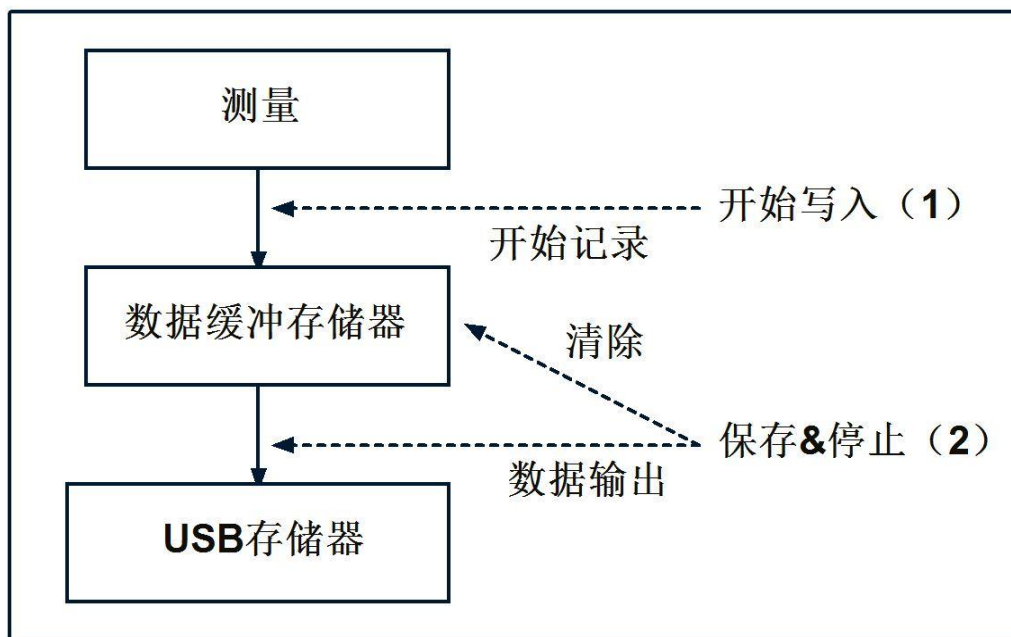 测量
开始写入（1）
开始记录
数据缓冲存储器
清除
保存&停止（2）
数据输出
USB存储器